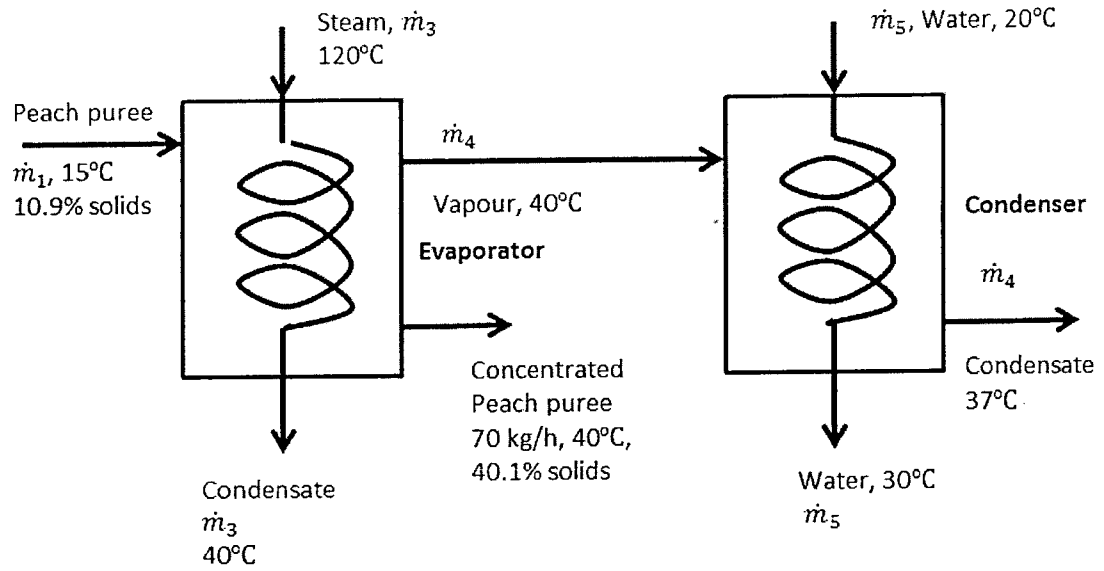 Steam, ṁ₃
120°C
ṁ₅, Water, 20°C
Peach puree
ṁ₁, 15°C
10.9% solids
ṁ₄
Vapour, 40°C
Evaporator
Condenser
ṁ₄
Condensate
37°C
Concentrated
Peach puree
70 kg/h, 40°C,
40.1% solids
Condensate
ṁ₃
40°C
Water, 30°C
ṁ₅